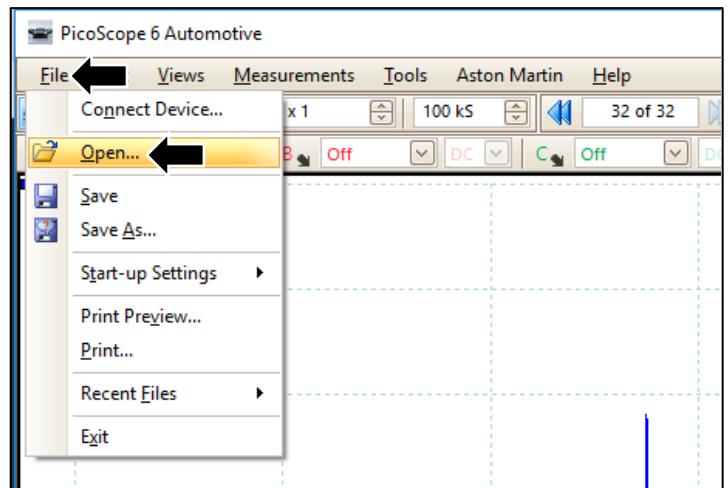 PicoScope 6 Automotive
File Views Measurements Tools Aston Martin Help
Connect Device...
x 1 100 kS 32 of 32
Open...
B Off DC C Off
Save
Save As...
Start-up Settings
Print Preview...
Print...
Recent Files
Exit